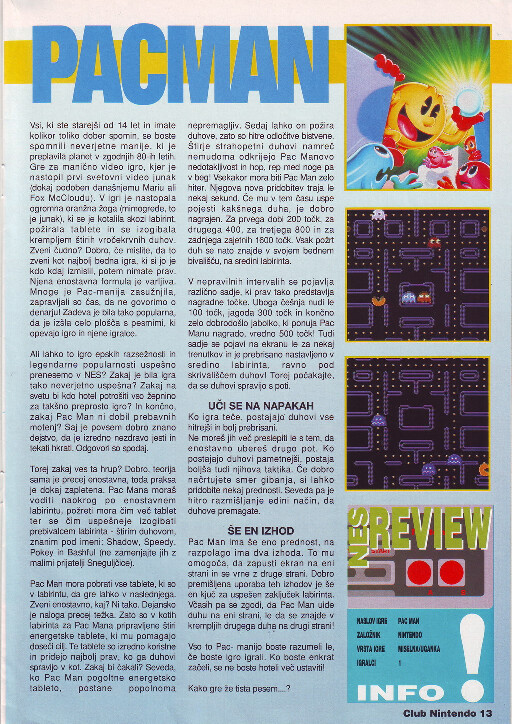 PACMAN
Vsi, ki ste starejši od 14 let in imate
kolikor toliko dober spomin, se boste
spomnili neverjetne manije, ki je
preplavila planet v zgodnjih 80-ih letih.
Gre za manično video igro, kjer je
nastopil prvi svetovni video junak
(dokaj podoben današnjemu Mariu ali
Fox McCloudu). V igri je nastopala
ogromna oranžna žoga (mimogrede, to
je junak), ki se je kotalila skozi labirint,
požirala tablete in se izogibala
krempljem štirih vročekrvnih duhov.
Zveni čudno? Dobro, če mislite, da to
zveni kot najbolj bedna igra, ki si jo je
kdo kdaj izmislil, potem nimate prav.
Njena enostavna formula je varljiva.
Mnoge je Pac-manija zasužnjila,
zapravljali so čas, da ne govorimo o
denarju! Zadeva je bila tako popularna,
da je izšla celo plošča s pesmimi, ki
opevajo igro in njene igralce.
Ali lahko to igro epskih razsežnosti in
legendarne popularnosti uspešno
prenesemo v NES? Zakaj je bila igra
tako neverjetno uspešna? Zakaj na
svetu bi kdo hotel potrošiti vso žepnino
za takšno preprosto igro? In končno,
zakaj Pac Man ni dobil prebavnih
motenj? Saj je povsem dobro znano
dejstvo, da je izredno nezdravo jesti in
tekati hkrati. Odgovori so spodaj.
Torej zakaj ves ta hrup? Dobro, teorija
sama je precej enostavna, toda praksa
je dokaj zapletena. Pac Mana moraš
voditi naokrog po enostavnem
labirintu, požreti mora čim več tablet
ter se čim uspešneje izogibati
prebivalcem labirinta - štirim duhovom,
znanim pod imeni: Shadow, Speedy,
Pokey in Bashful (ne zamenjajte jih z
malimi prijatelji Sneguljčice).
Pac Man mora pobrati vse tablete, ki so
v labirintu, da gre lahko v naslednjega.
Zveni enostavno, kaj? Ni tako. Dejansko
je naloga precej težka. Zato so v kotih
labirinta za Pac Mana pripravljene štiri
energetske tablete, ki mu pomagajo
doseči cilj. Te tablete so izredno koristne
in pridejo najbolj prav, ko ga duhovi
spravijo v kot. Zakaj bi čakali? Seveda,
ko Pac Man pogoltne energetsko
tableto, postane popolnoma
nepremagljiv. Sedaj lahko on požira
duhove, zato so hitre odločitve bistvene.
Štirje strahopetni duhovi namreč
nemudoma odkrijejo Pac Manovo
nedotakljivost in hop, rep med noge pa
v beg! Vsekakor mora biti Pac Man zelo
hiter. Njegova nova pridobitev traja le
nekaj sekund. Če mu v tem času uspe
pojesti kakšnega duha, je dobro
nagrajen. Za prvega dobi 200 točk, za
drugega 400, za tretjega 800 in za
zadnjega zajetnih 1600 točk. Vsak požrt
duh se nato znajde v svojem bednem
bivališču, na sredini labirinta.
V nepravilnih intervalih se pojavlja
različno sadje, ki prav tako predstavlja
nagradne točke. Uboga češnja nudi le
100 točk, jagoda 300 točk in končno
zelo dobrodošlo jabolko, ki ponuja Pac
Manu nagrado, vredno 500 točk! Tudi
sadje se pojavi na ekranu le za nekaj
trenutkov in je prebrisano nastavljeno v
sredino labirinta, ravno pod
skrivališčem duhov! Torej počakajte,
da se duhovi spravijo s poti.
UČI SE NA NAPAKAH
Ko igra teče, postajajo duhovi vse
hitrejši in bolj prebrisani.
Ne moreš jih več preslepiti le s tem, da
enostavno ubereš drugo pot. Ko
postajajo duhovi pametnejši, postaja
boljša tudi njihova taktika. Če dobro
načrtujete smer gibanja, si lahko
pridobite nekaj prednosti. Seveda pa je
hitro razmišljanje edini način, da
duhove premagate.
ŠE EN IZHOD
Pac Man ima še eno prednost, na
razpolago ima dva izhoda. To mu
omogoča, da zapusti ekran na eni
strani in se vrne z druge strani. Dobro
premišljena uporaba teh izhodov je še
en ključ za uspešen zaključek labirinta.
Včasih pa se zgodi, da Pac Man uide
duhu na eni strani, le da se znajde v
krempljih drugega duha na drugi strani!
Vso to Pac- manijo boste razumeli le,
če boste igro igrali. Ko boste enkrat
začeli, se ne boste hoteli več ustaviti!
Kako gre že tista pesem....?
NES REVIEW
NASLOV IGRE PAC MAN
ZALOŽNIK NINTENDO
VRSTA IGRE MISELNA/UGANKA
IGRALCI 1
INFO!
Club Nintendo 13